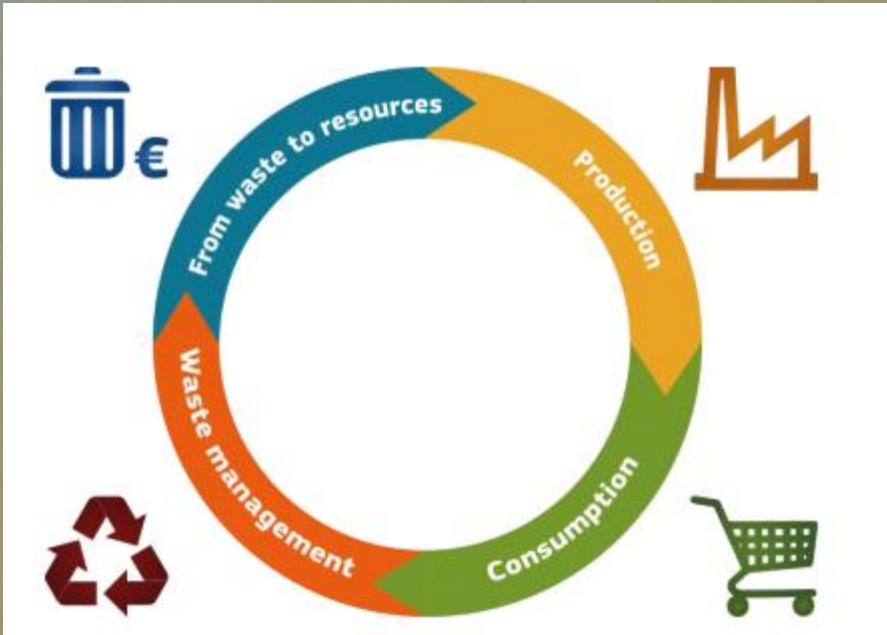 From waste to resources
€
Production
Consumption
Waste management